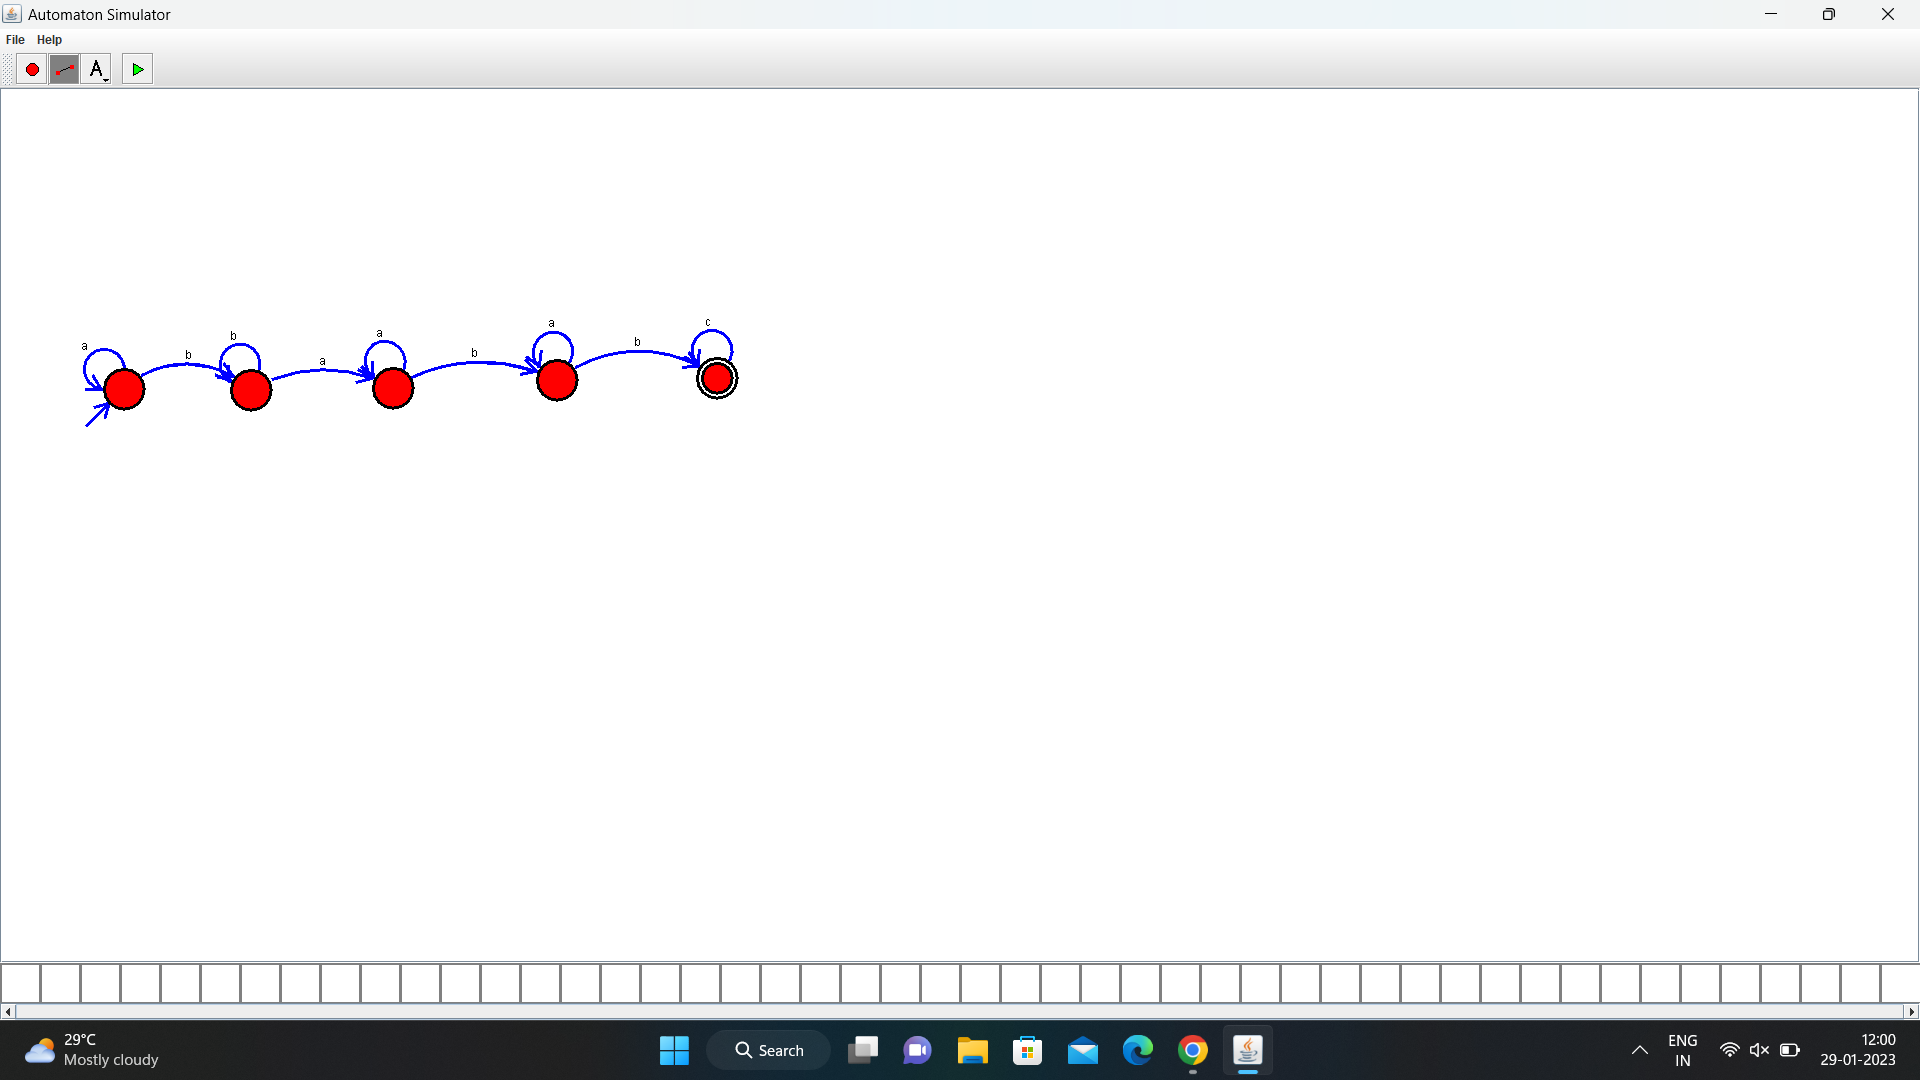 Automaton Simulator
File Help
A
a b b a a b a b c
29°C
Mostly cloudy
Search
ENG
IN
12:00
29-01-2023